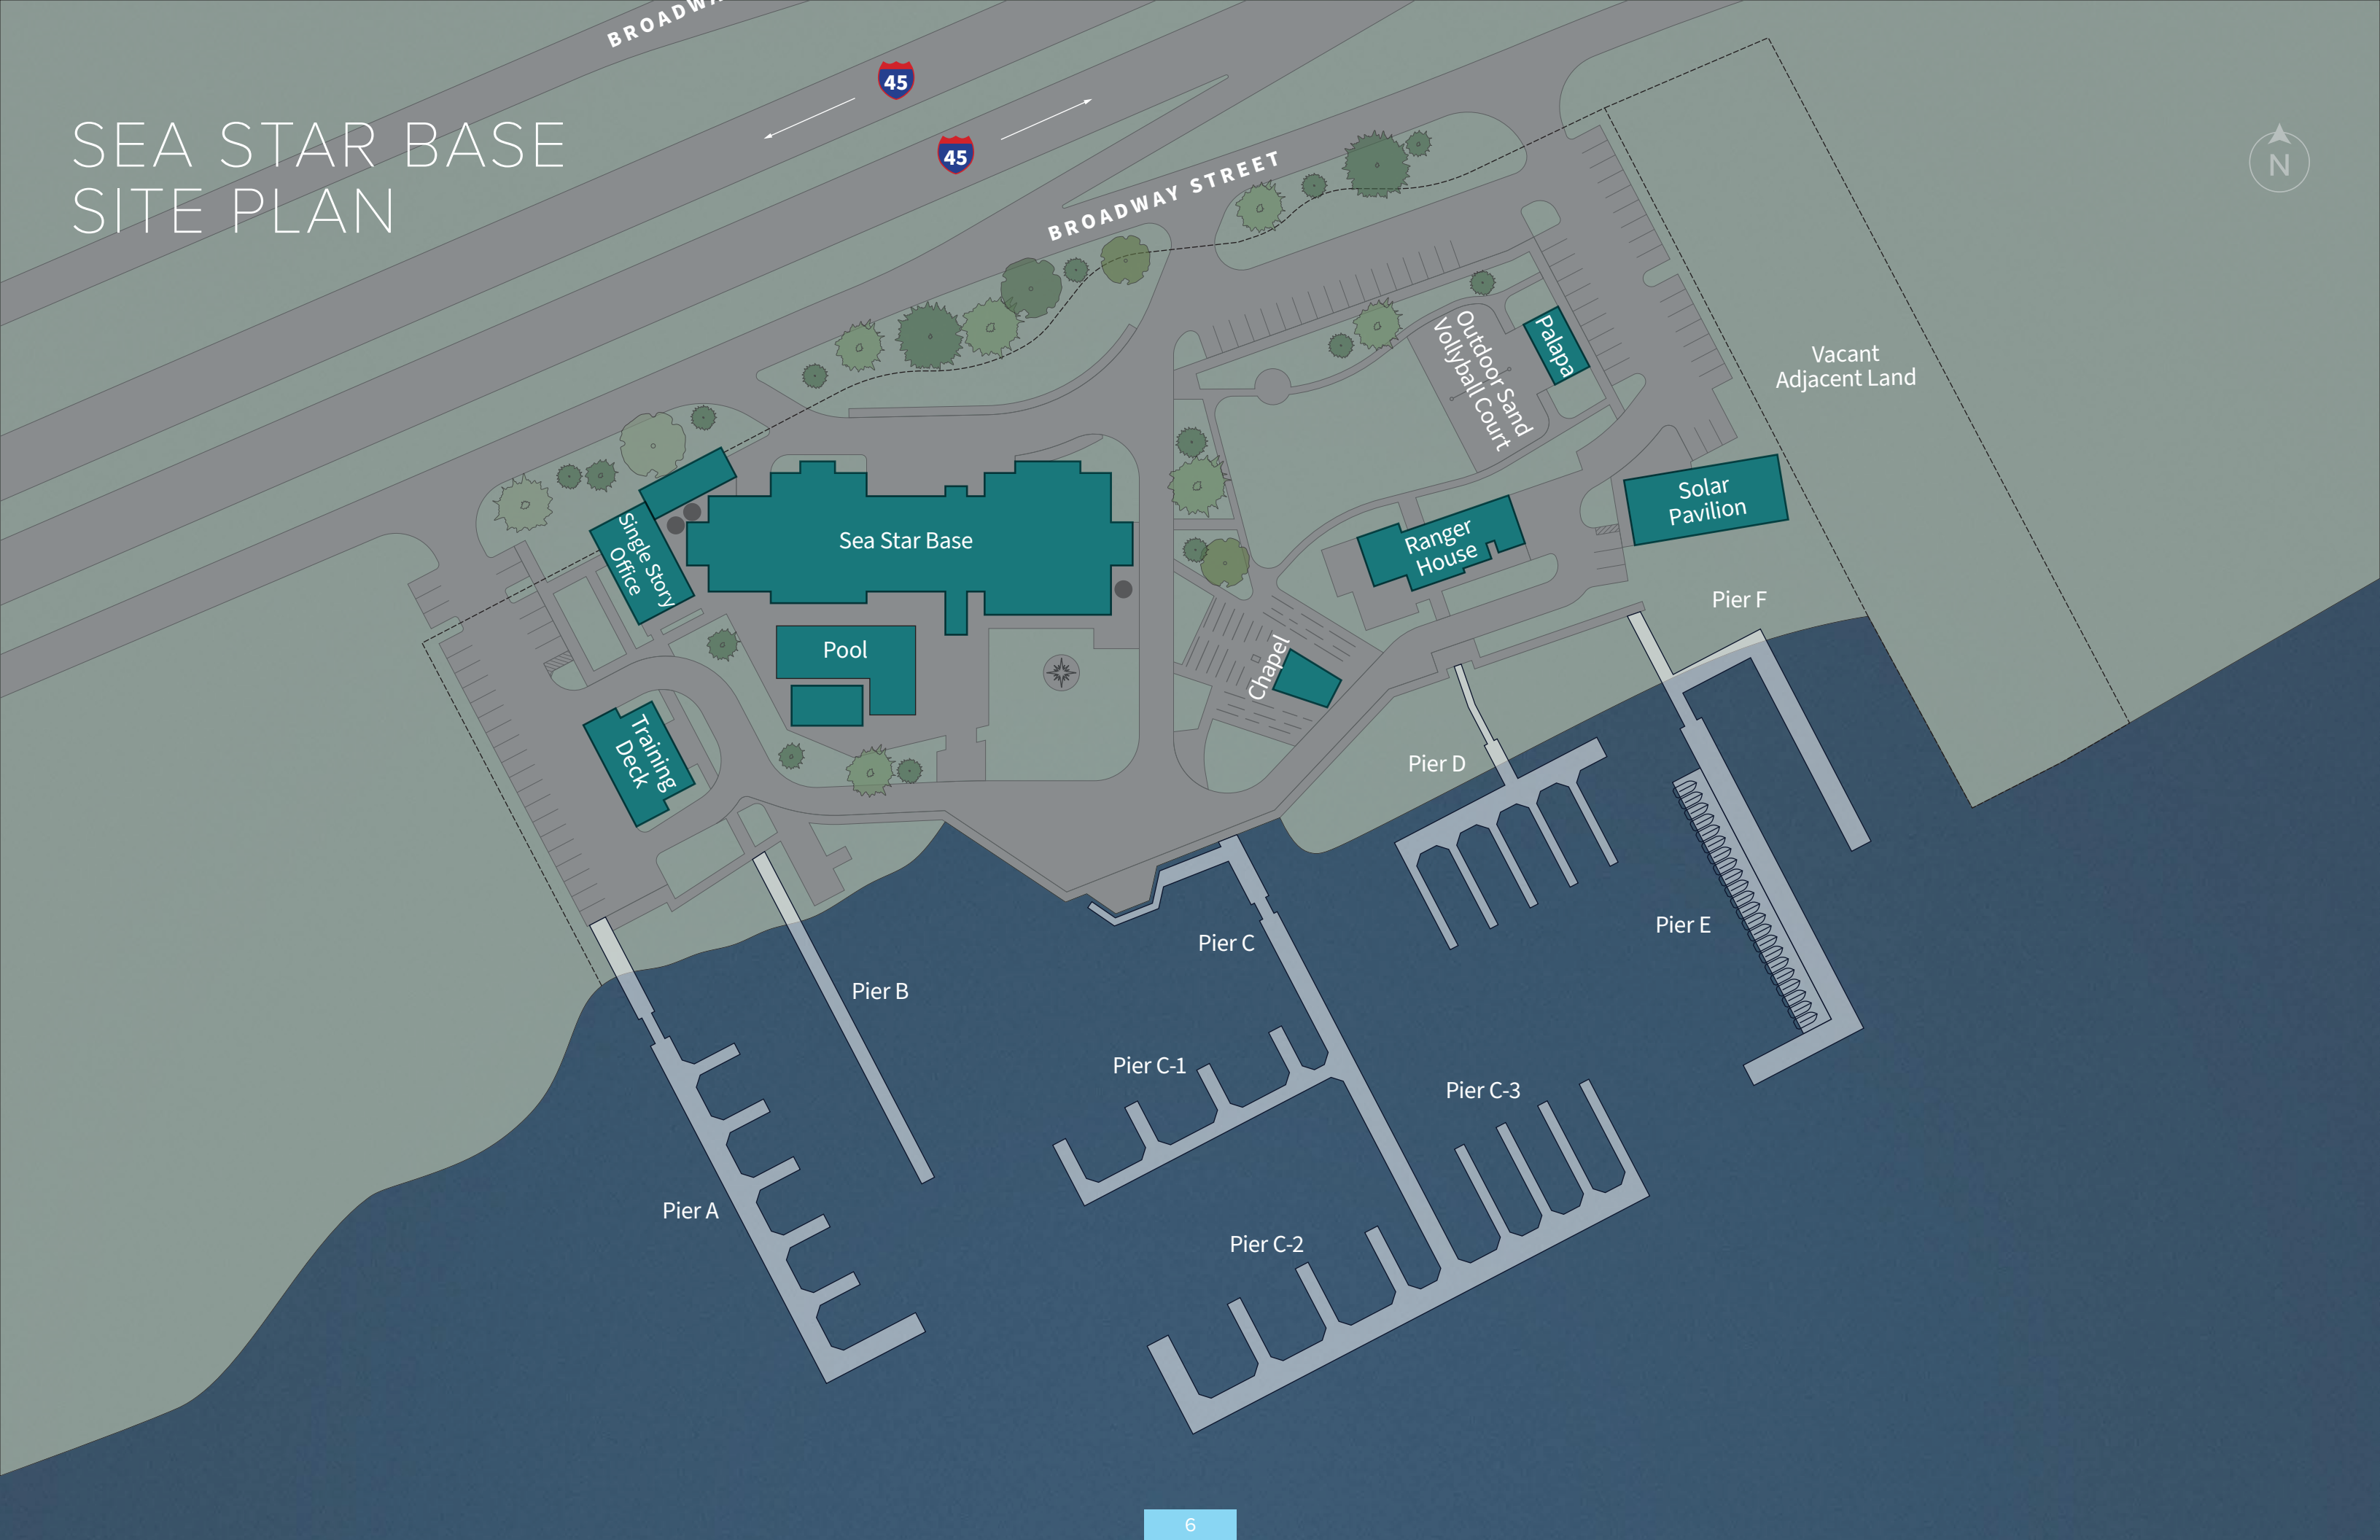 BROADWA
45
45
SEA STAR BASE
SITE PLAN
N
BROADWAY STREET
Outdoor Sand
Vollyball Court
Palapa
Vacant
Adjacent Land
Single Story
Office
Sea Star Base
Solar
Pavilion
Ranger
House
Pier F
Pool
Chapel
Training
Deck
Pier D
Pier E
Pier C
Pier B
Pier C-1
Pier C-3
Pier A
Pier C-2
6